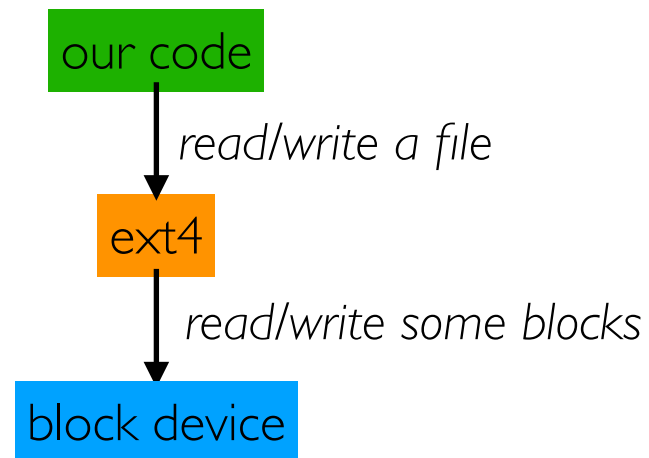 our code
read/write a file
ext4
read/write some blocks
block device